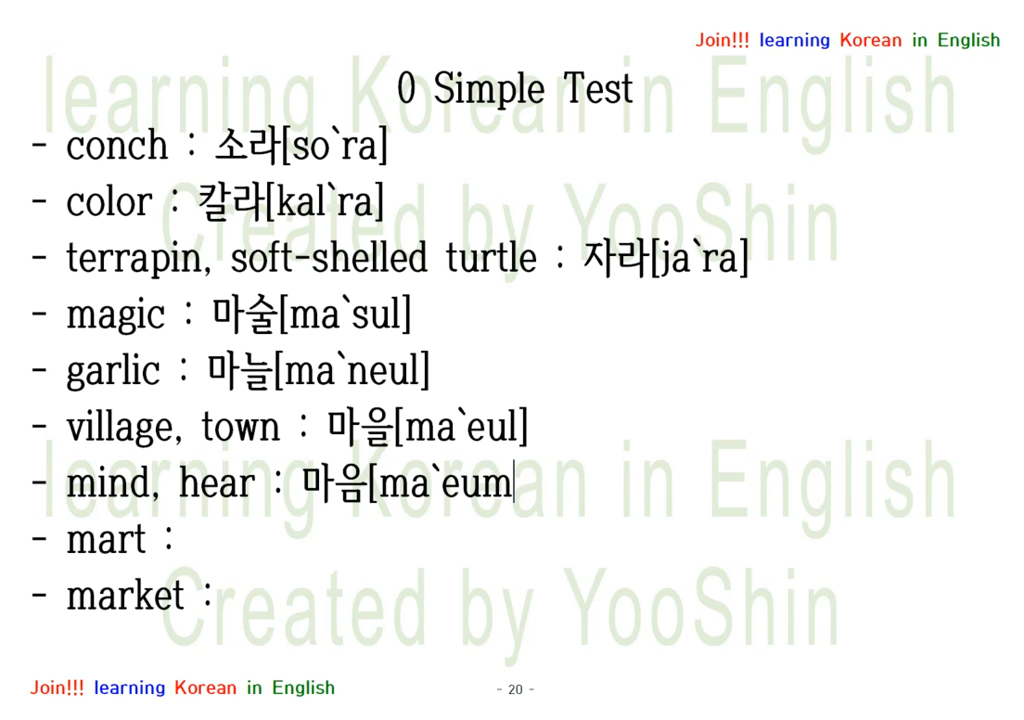 Join!!! learning Korean in English
0 Simple Test
- conch : 소라[so`ra]
- color : 칼라[kal`ra]
- terrapin, soft-shelled turtle : 자라[ja`ra]
- magic : 마술[ma`sul]
- garlic : 마늘[ma`neul]
- village, town : 마을[ma`eul]
- mind, hear : 마음[ma`eum
- mart :
- market :
learning Korean in English
Created by YooShin
learning Korean in English
Created by YooShin
Join!!! learning Korean in English
- 20 -